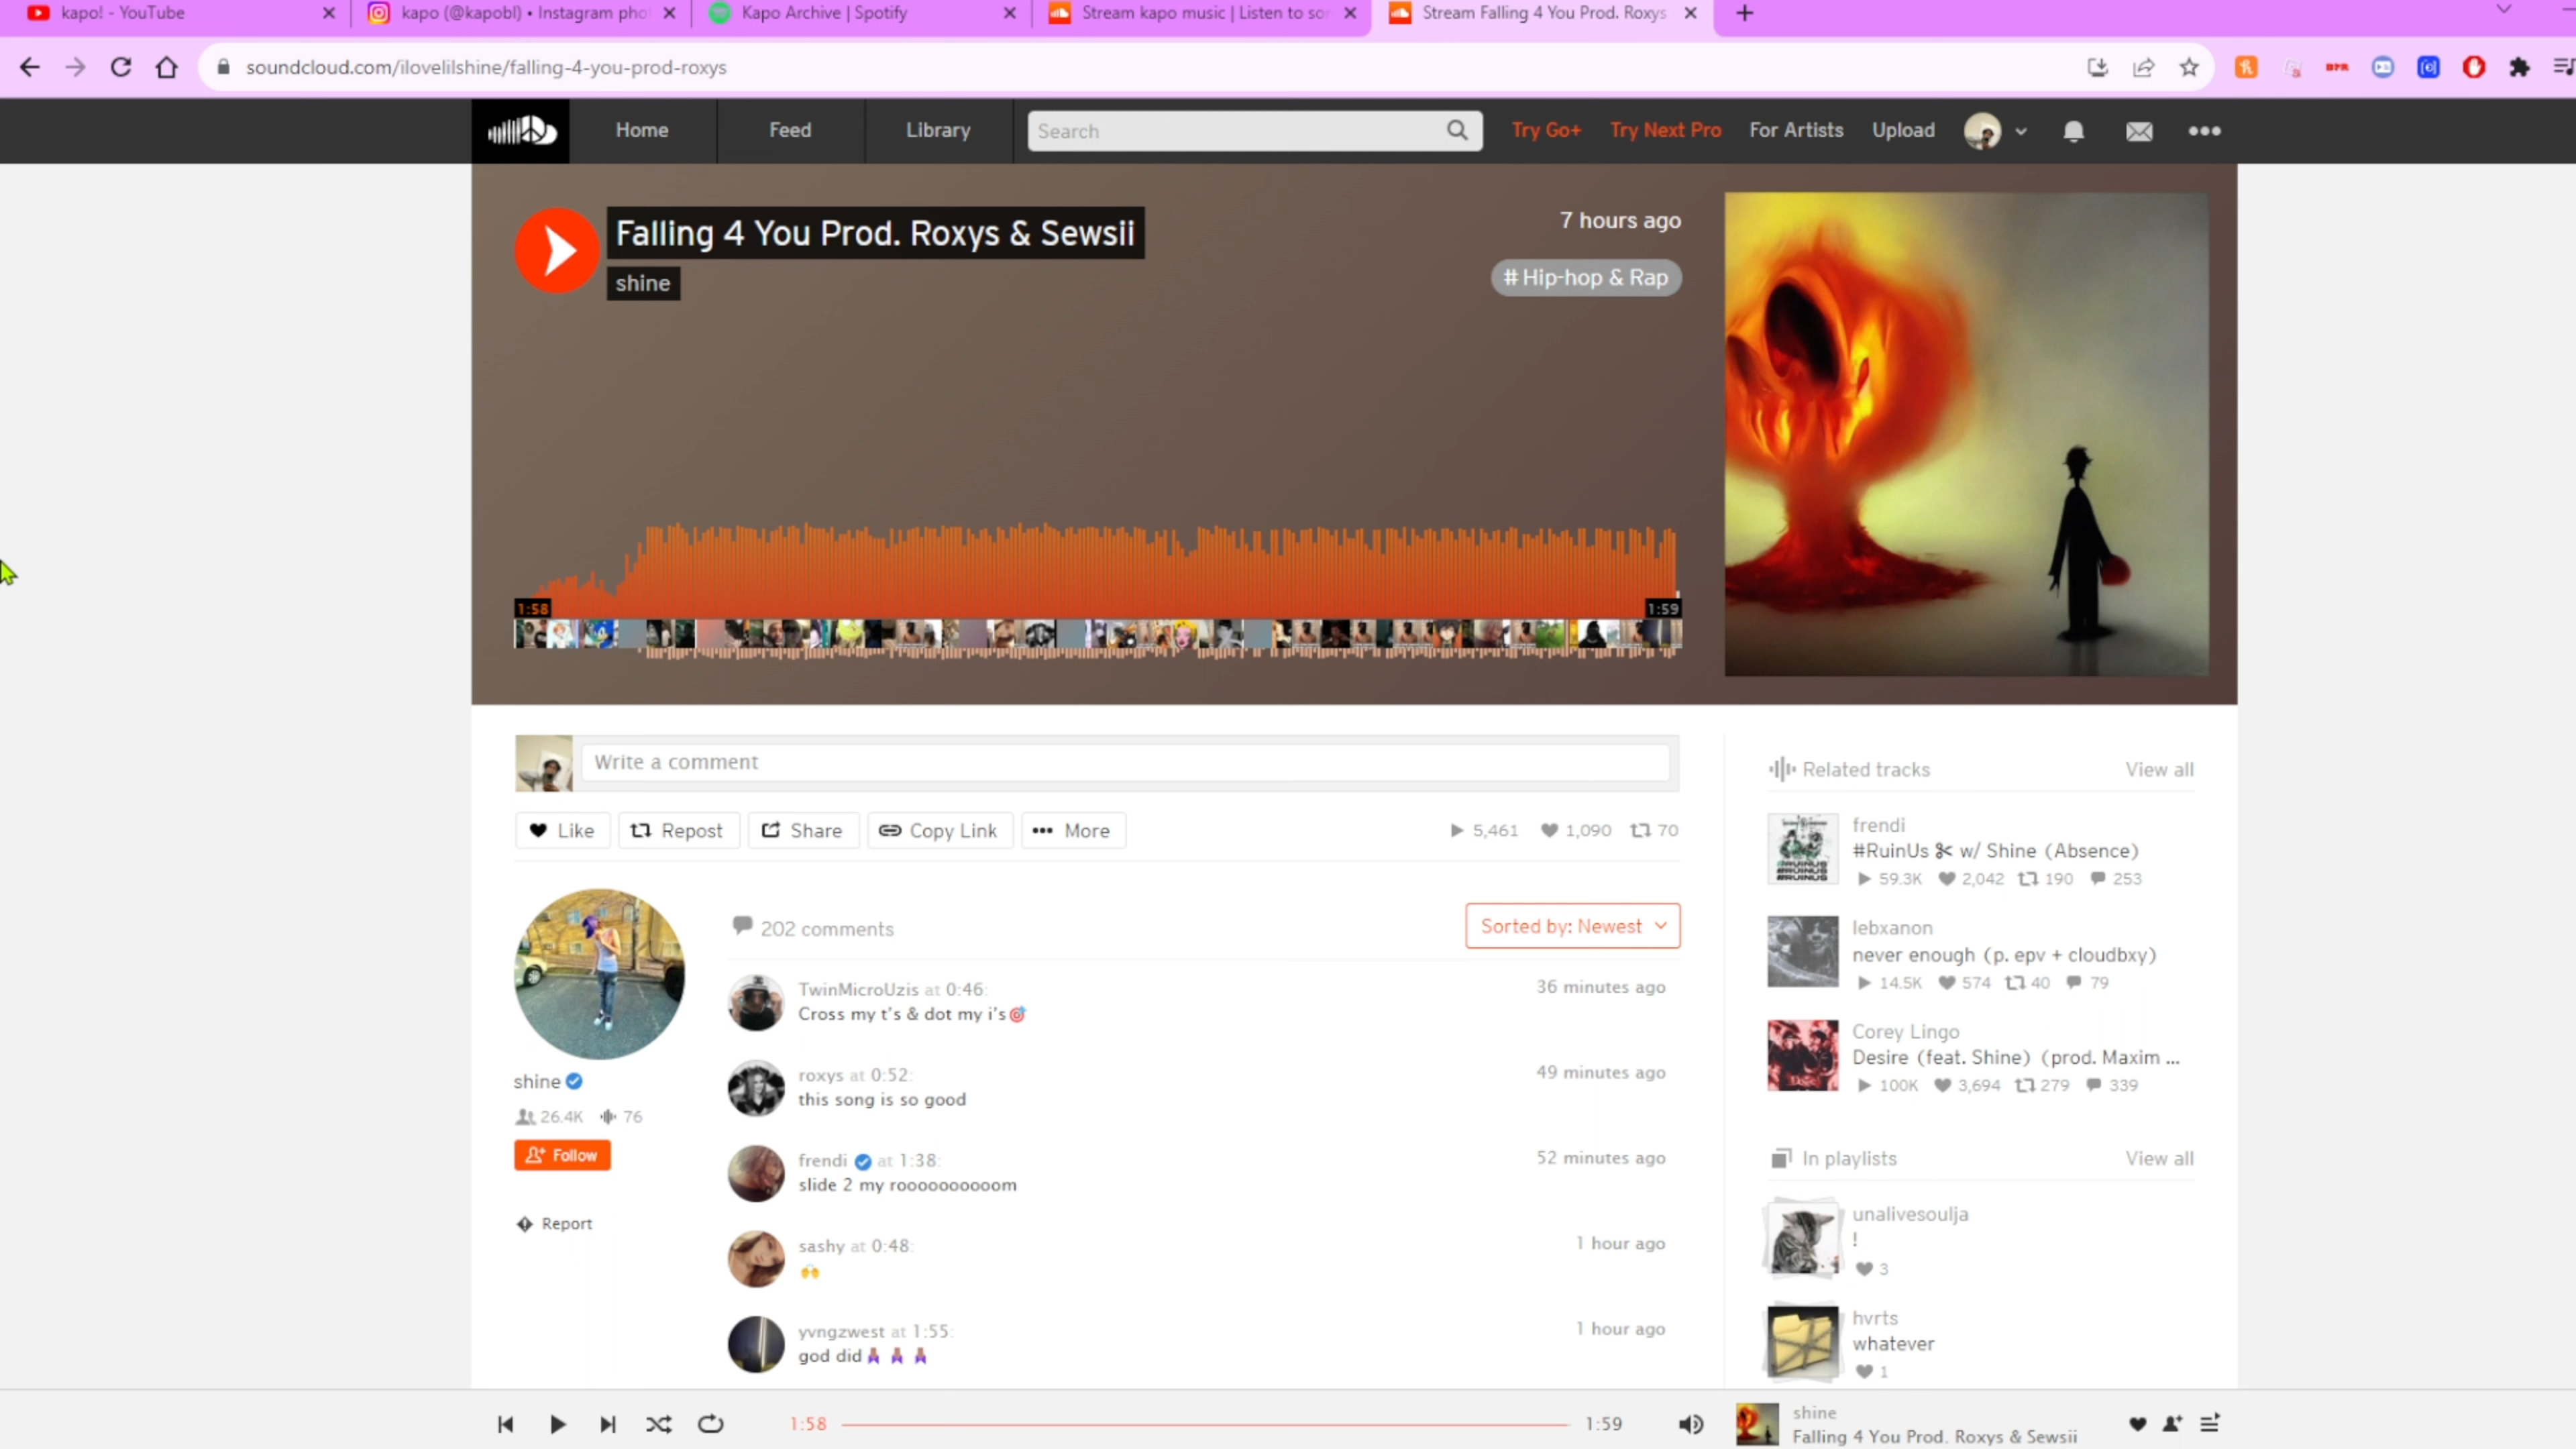 kapo! - YouTube
kapo (@kapobl) • Instagram pho
Kapo Archive | Spotify
Stream kapo music | Listen to so
Stream Falling 4 You Prod. Roxys
soundcloud.com/ilovelilshine/falling-4-you-prod-roxys
Home
Feed
Library
Search
Try Go+
Try Next Pro
For Artists
Upload
Falling 4 You Prod. Roxys & Sewsii
shine
7 hours ago
# Hip-hop & Rap
1:58
1:59
Write a comment
Like
Repost
Share
Copy Link
More
5,461
1,090
70
202 comments
Sorted by: Newest
TwinMicroUzis at 0:46:
36 minutes ago
Cross my t's & dot my i's🎯
roxys at 0:52:
49 minutes ago
this song is so good
frendi at 1:38:
52 minutes ago
slide 2 my roooooooooom
sashy at 0:48:
1 hour ago
🙌
yvngzwest at 1:55:
1 hour ago
god did
shine
26.4K
76
Follow
Report
Related tracks
View all
frendi
#RuinUs ✂ w/ Shine (Absence)
59.3K 2,042 190 253
lebxanon
never enough (p. epv + cloudbxy)
14.5K 574 40 79
Corey Lingo
Desire (feat. Shine) (prod. Maxim ...
100K 3,694 279 339
In playlists
View all
unalivesoulja
!
3
hvrts
whatever
1
1:58
1:59
shine
Falling 4 You Prod. Roxys & Sewsii